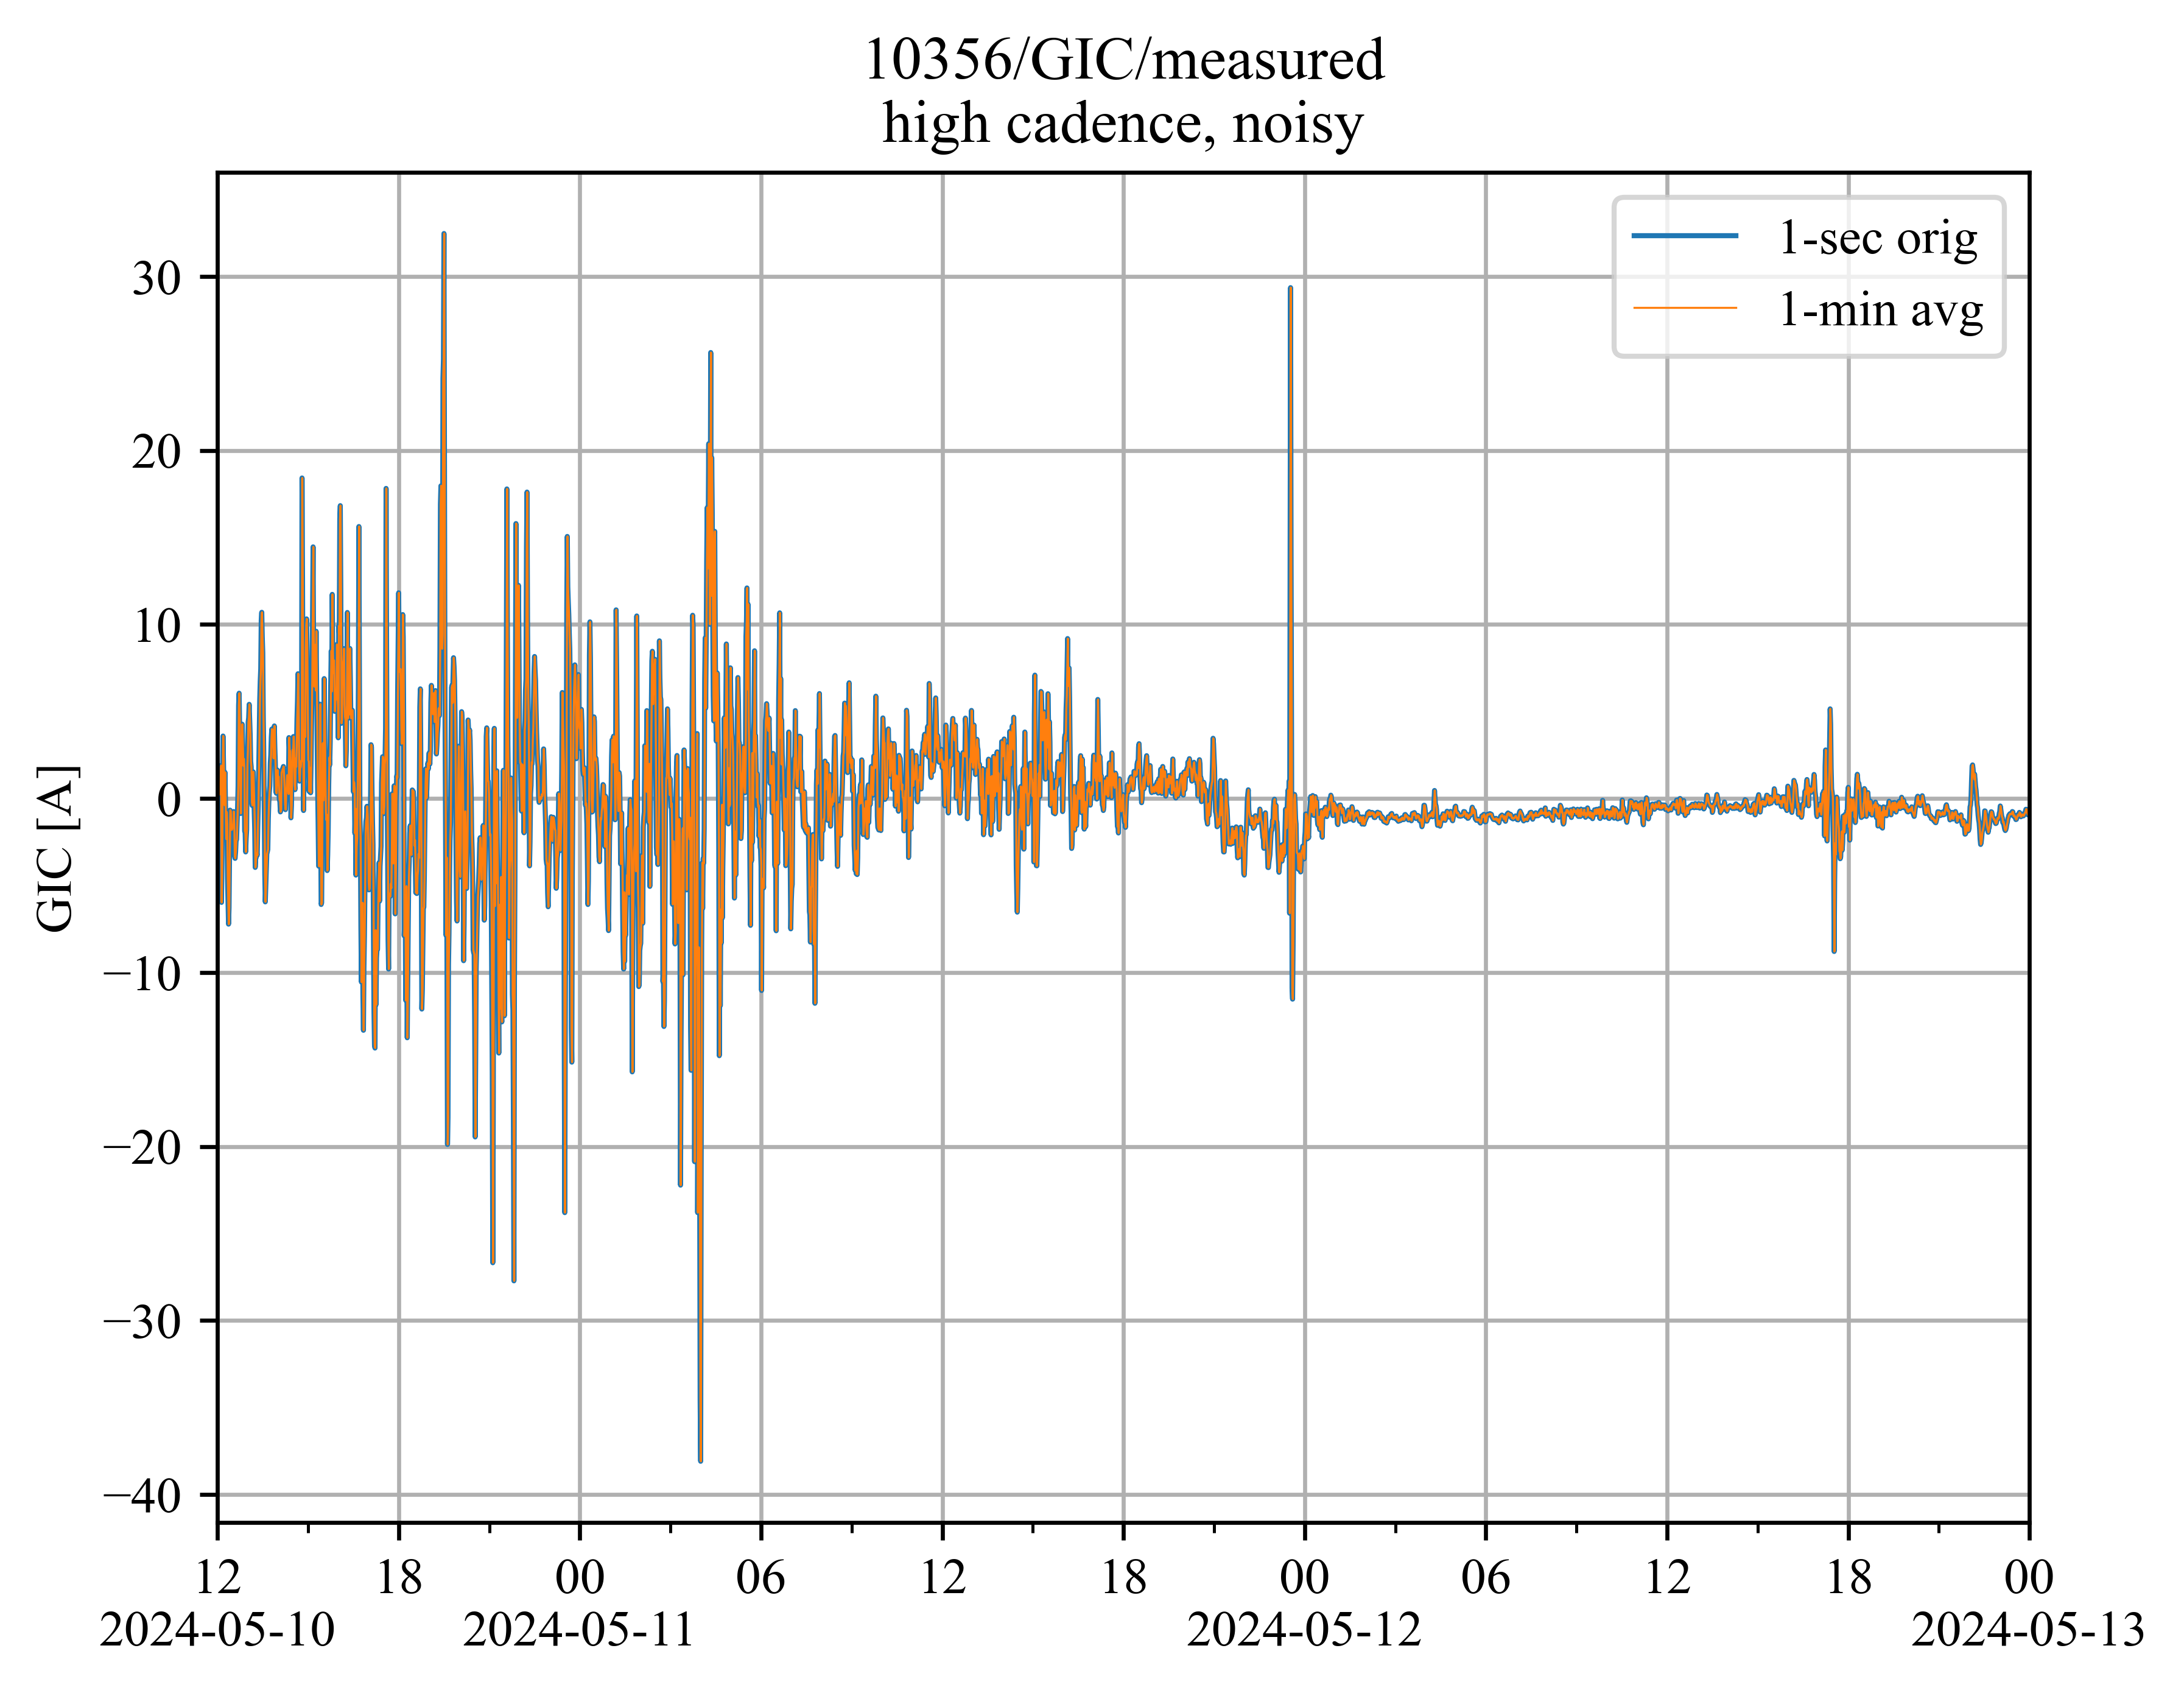 10356/GIC/measured
high cadence, noisy
1-sec orig
1-min avg
GIC [A]
30
20
10
0
−10
−20
−30
−40
12 18 00 06 12 18 00 06 12 18 00
2024-05-10 2024-05-11 2024-05-12 2024-05-13